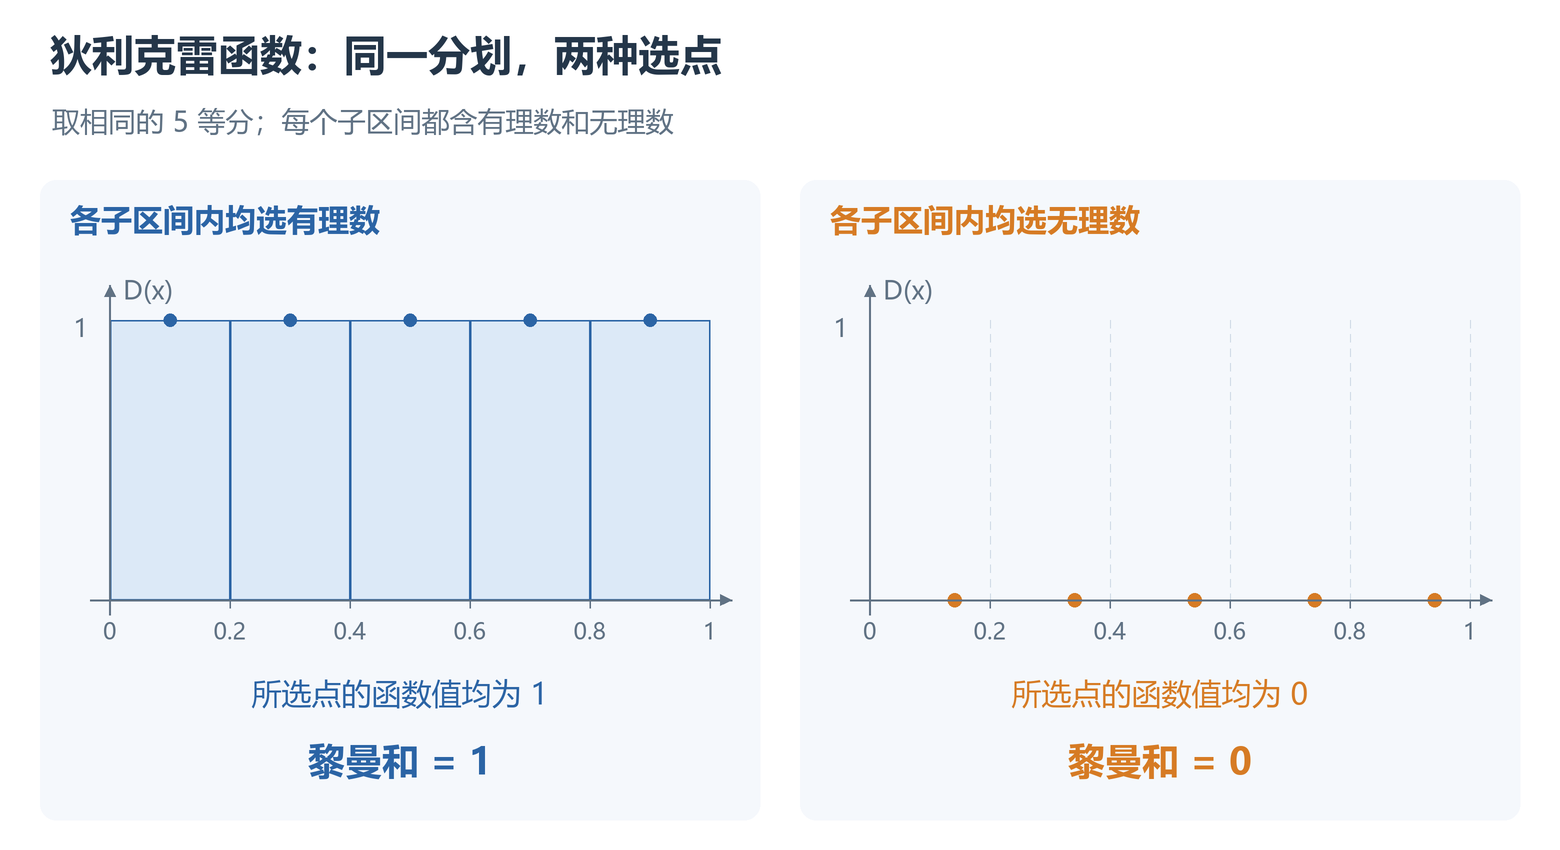 狄利克雷函数：同一分划，两种选点
取相同的 5 等分；每个子区间都含有理数和无理数
各子区间内均选有理数
D(x)
1
0 0.2 0.4 0.6 0.8 1
所选点的函数值均为 1
黎曼和 = 1
各子区间内均选无理数
D(x)
1
0 0.2 0.4 0.6 0.8 1
所选点的函数值均为 0
黎曼和 = 0